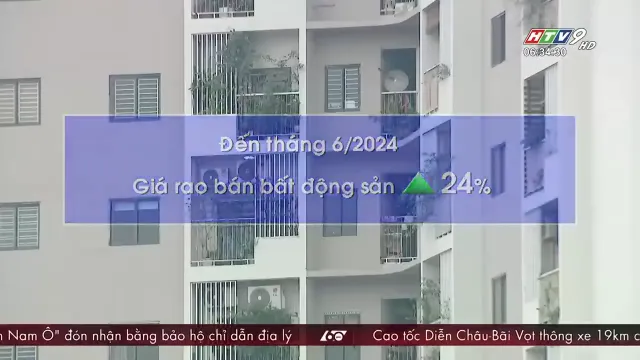 HTV9 HD
06:34:30
Đến tháng 6/2024
Giá rao bán bất động sản 24%
Nam Ô" đón nhận bằng bảo hộ chỉ dẫn địa lý
Cao tốc Diễn Châu-Bãi Vọt thông xe 19km